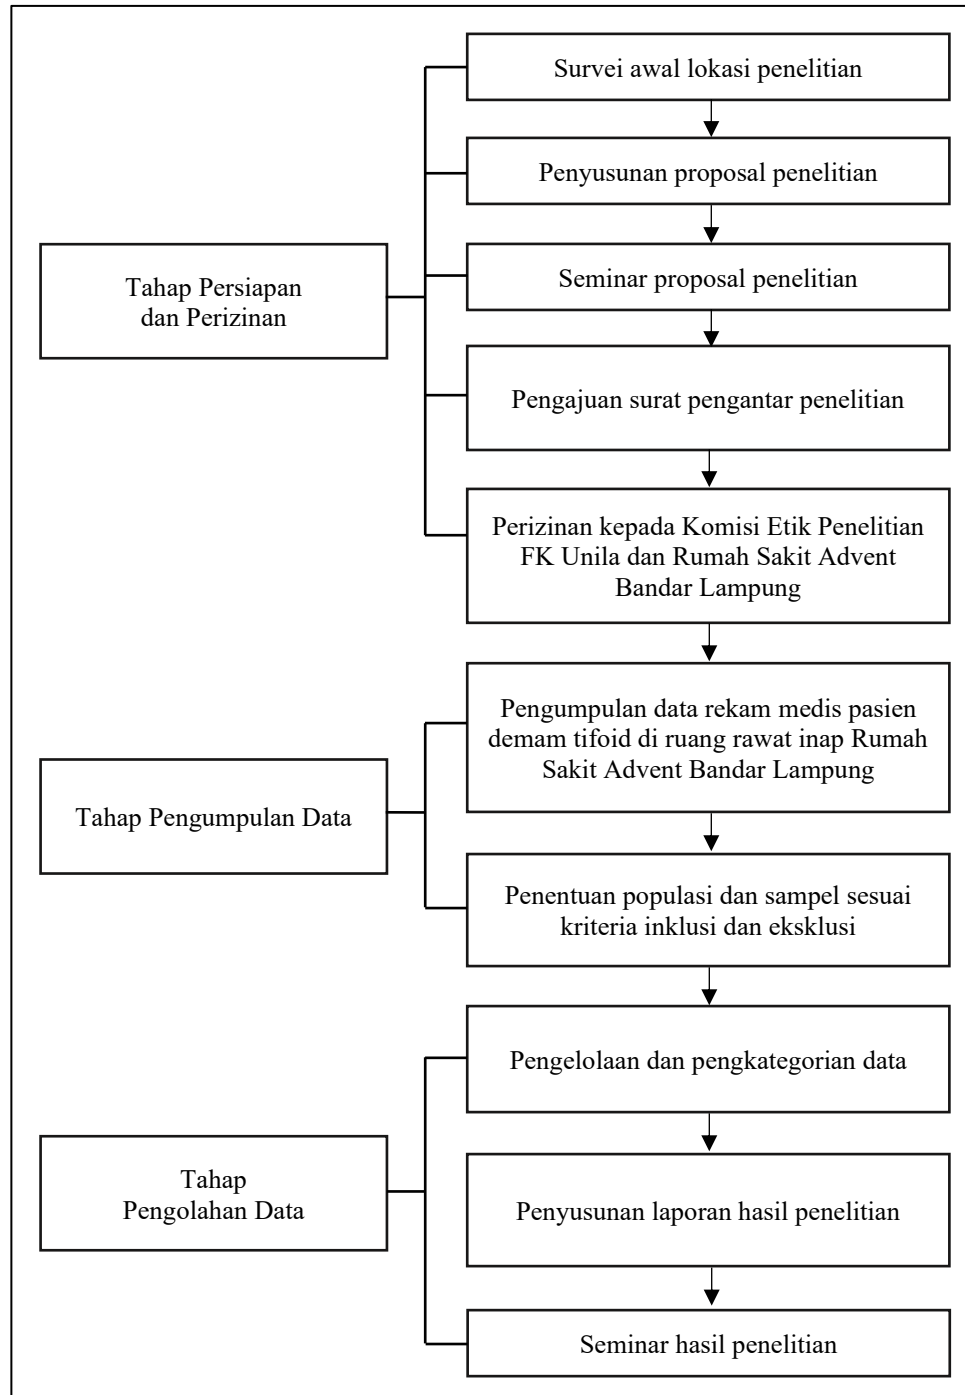 Survei awal lokasi penelitian
Penyusunan proposal penelitian
Tahap Persiapan
dan Perizinan
Seminar proposal penelitian
Pengajuan surat pengantar penelitian
Perizinan kepada Komisi Etik Penelitian
FK Unila dan Rumah Sakit Advent
Bandar Lampung
Tahap Pengumpulan Data
Pengumpulan data rekam medis pasien
demam tifoid di ruang rawat inap Rumah
Sakit Advent Bandar Lampung
Penentuan populasi dan sampel sesuai
kriteria inklusi dan eksklusi
Tahap
Pengolahan Data
Pengelolaan dan pengkategorian data
Penyusunan laporan hasil penelitian
Seminar hasil penelitian